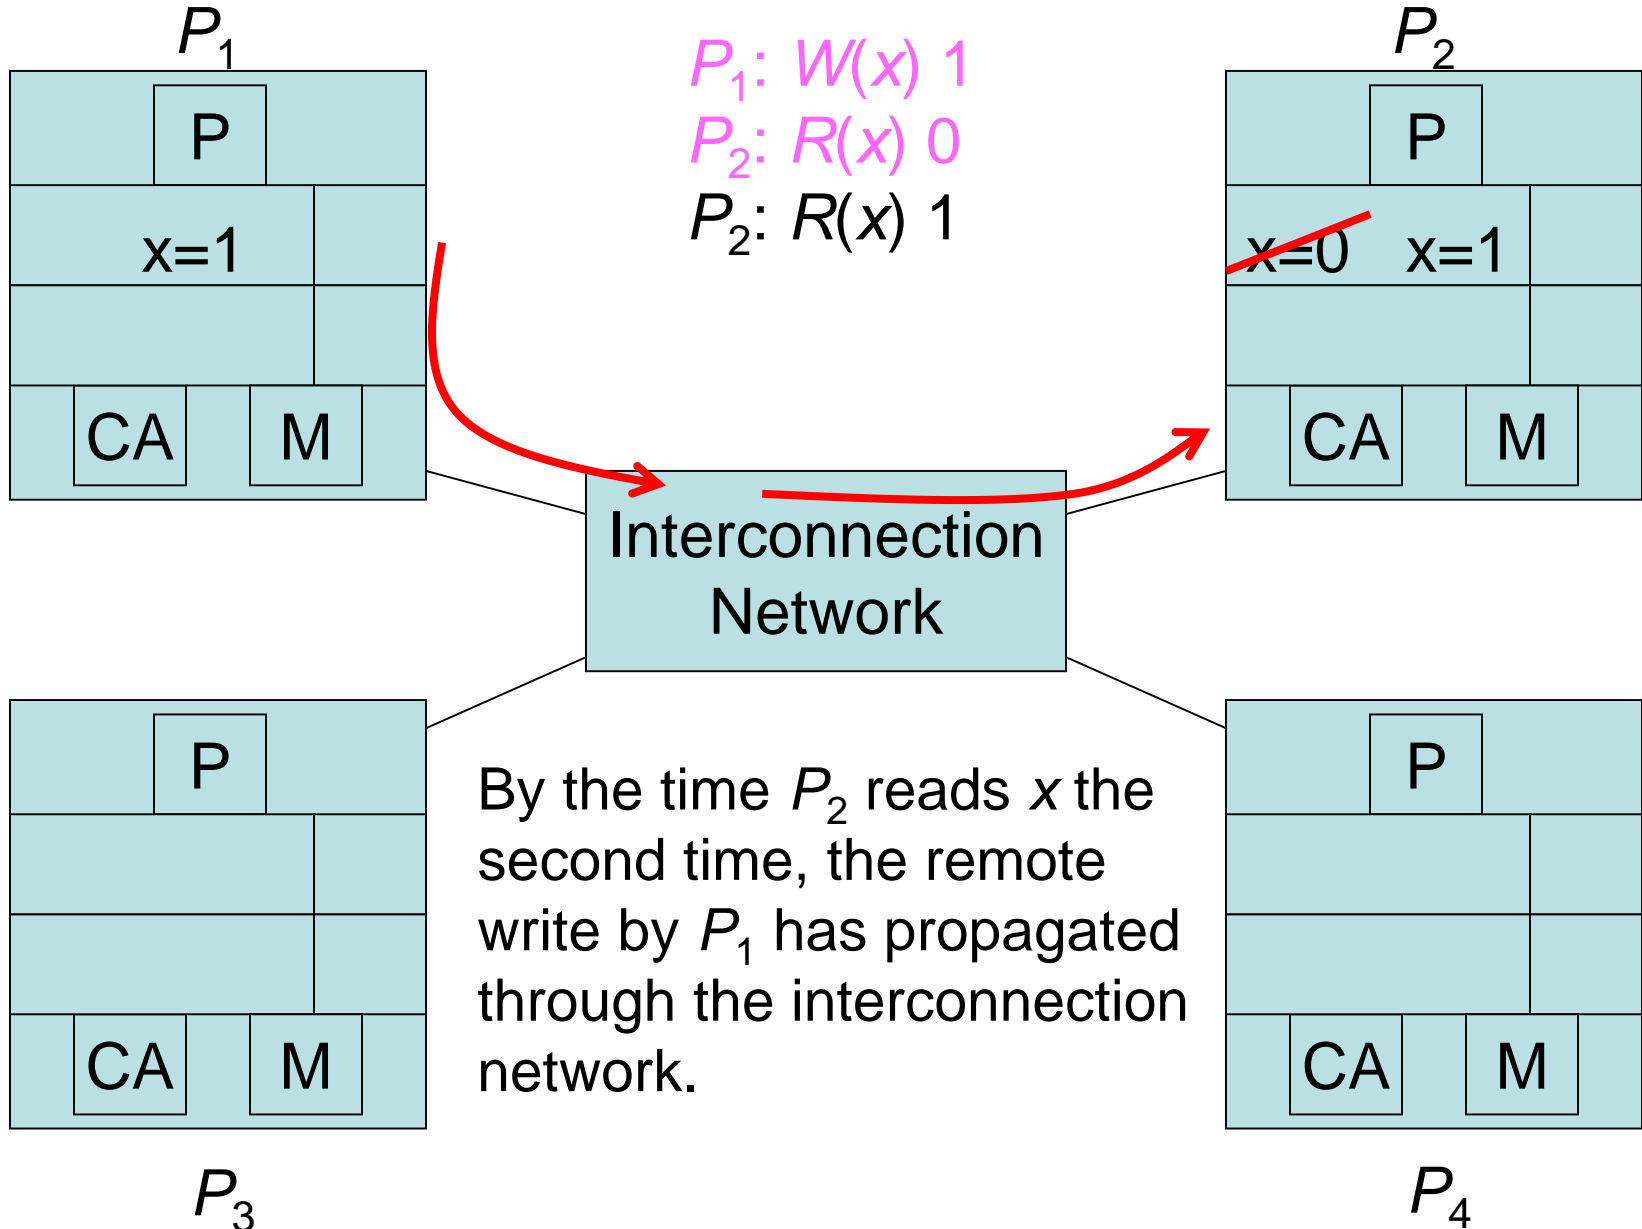 P₁
P₁: W(x) 1
P₂
P₂: R(x) 0
P₂: R(x) 1
P
P
x=1
x=0 x=1
CA M
CA M
Interconnection
Network
P
P
By the time P₂ reads x the
second time, the remote
write by P₁ has propagated
through the interconnection
network.
CA M
CA M
P₃
P₄